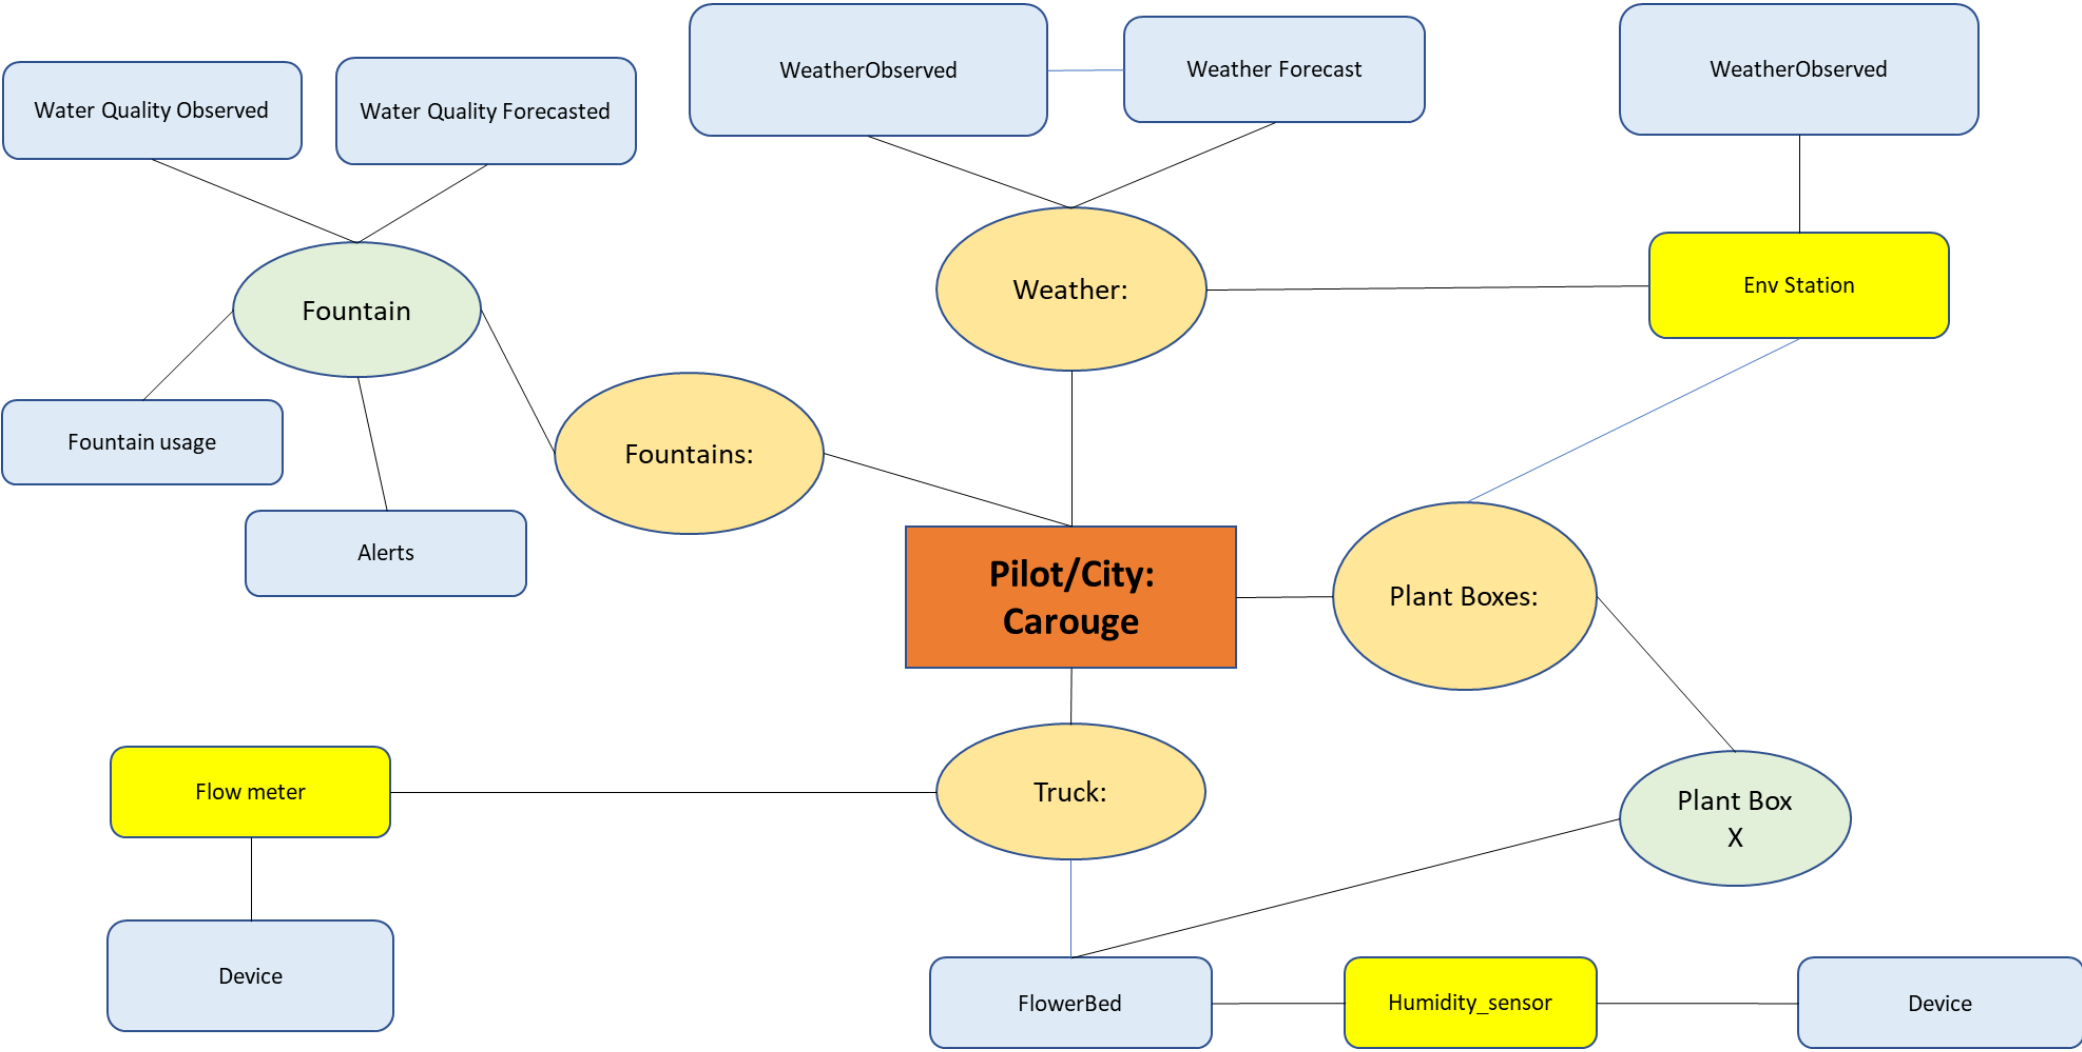 WeatherObserved
Weather Forecast
WeatherObserved
Water Quality Observed
Water Quality Forecasted
Weather:
Env Station
Fountain
Fountain usage
Fountains:
Alerts
Pilot/City:
Carouge
Plant Boxes:
Flow meter
Truck:
Plant Box
X
Device
FlowerBed
Humidity_sensor
Device